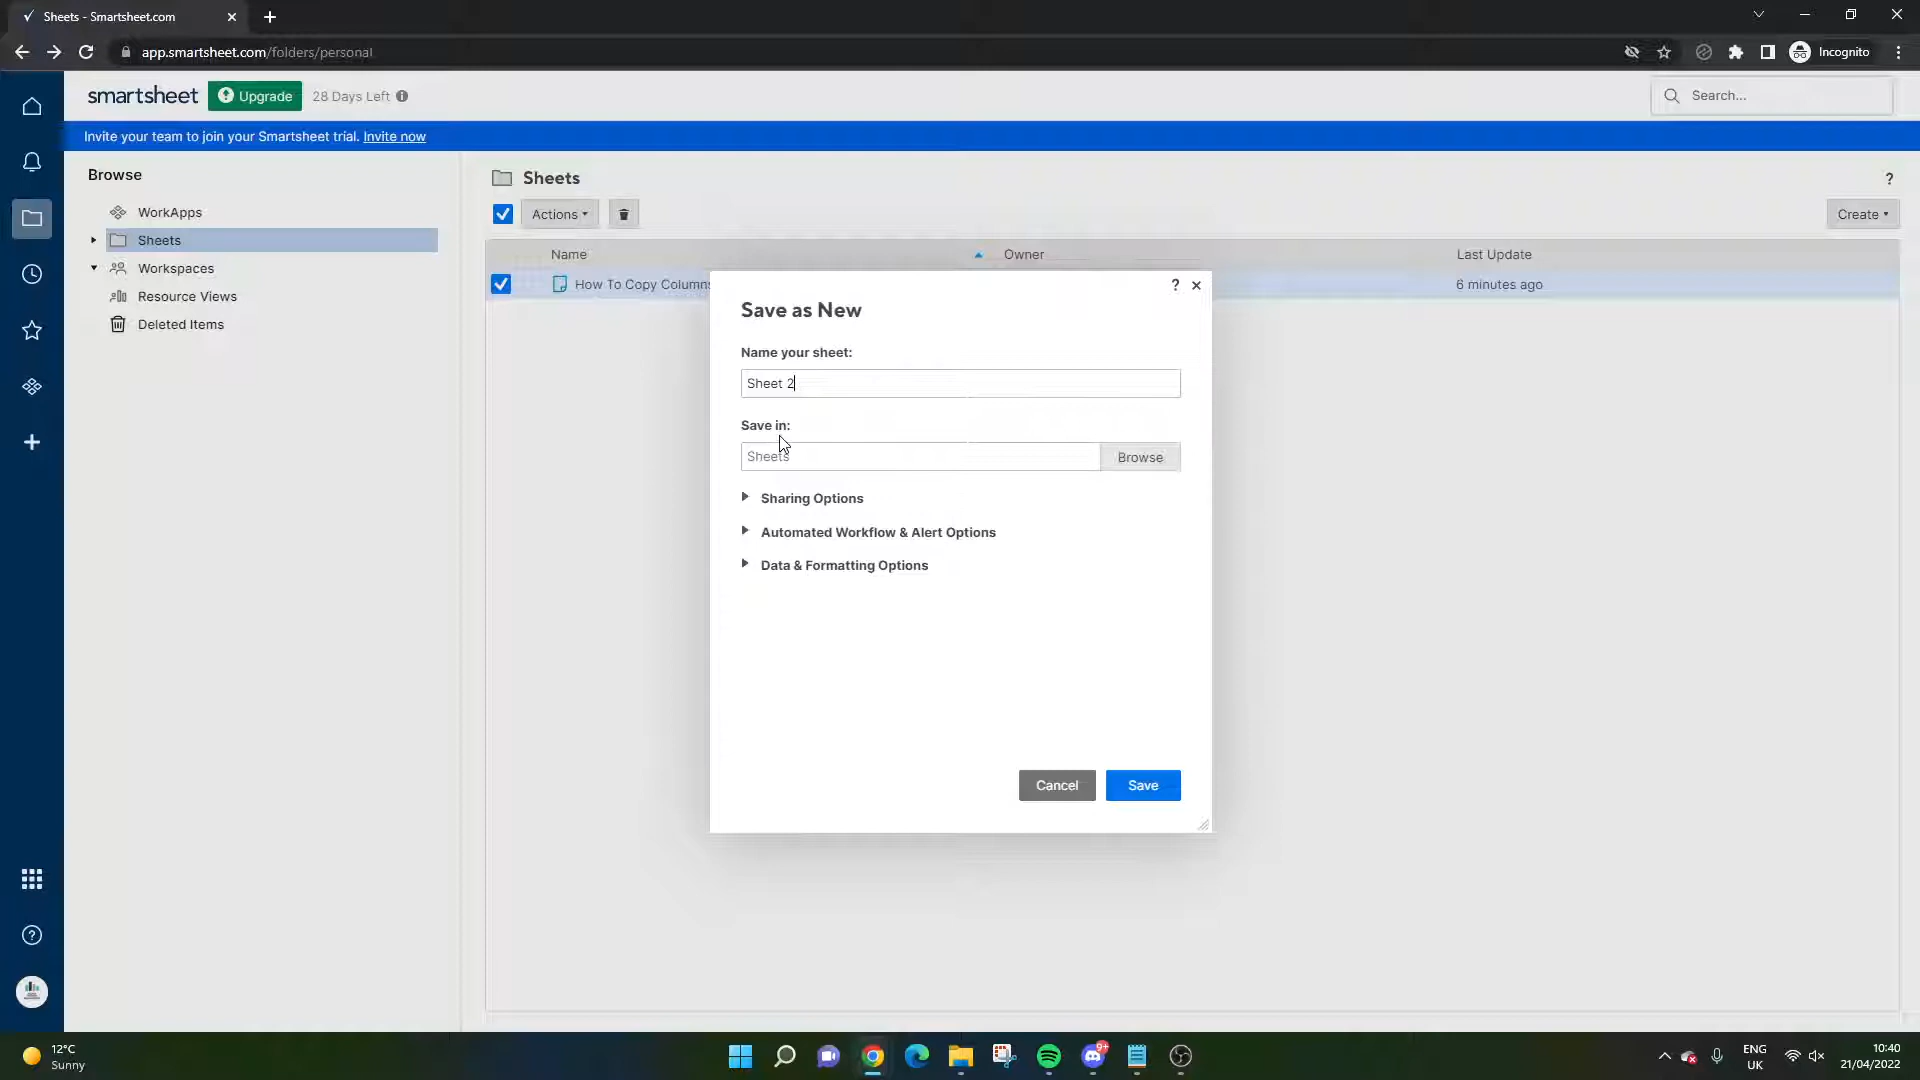 Sheets - Smartsheet.com
app.smartsheet.com/folders/personal
Incognito
smartsheet
Upgrade
28 Days Left
Search...
Invite your team to join your Smartsheet trial. Invite now
Browse
WorkApps
Sheets
Workspaces
Resource Views
Deleted Items
Sheets
?
Actions
Create
Name
Owner
Last Update
How To Copy Columns
6 minutes ago
?
Save as New
Name your sheet:
Sheet 2
Save in:
Sheets
Browse
Sharing Options
Automated Workflow & Alert Options
Data & Formatting Options
Cancel
Save
12°C
Sunny
9+
ENG
UK
10:40
21/04/2022